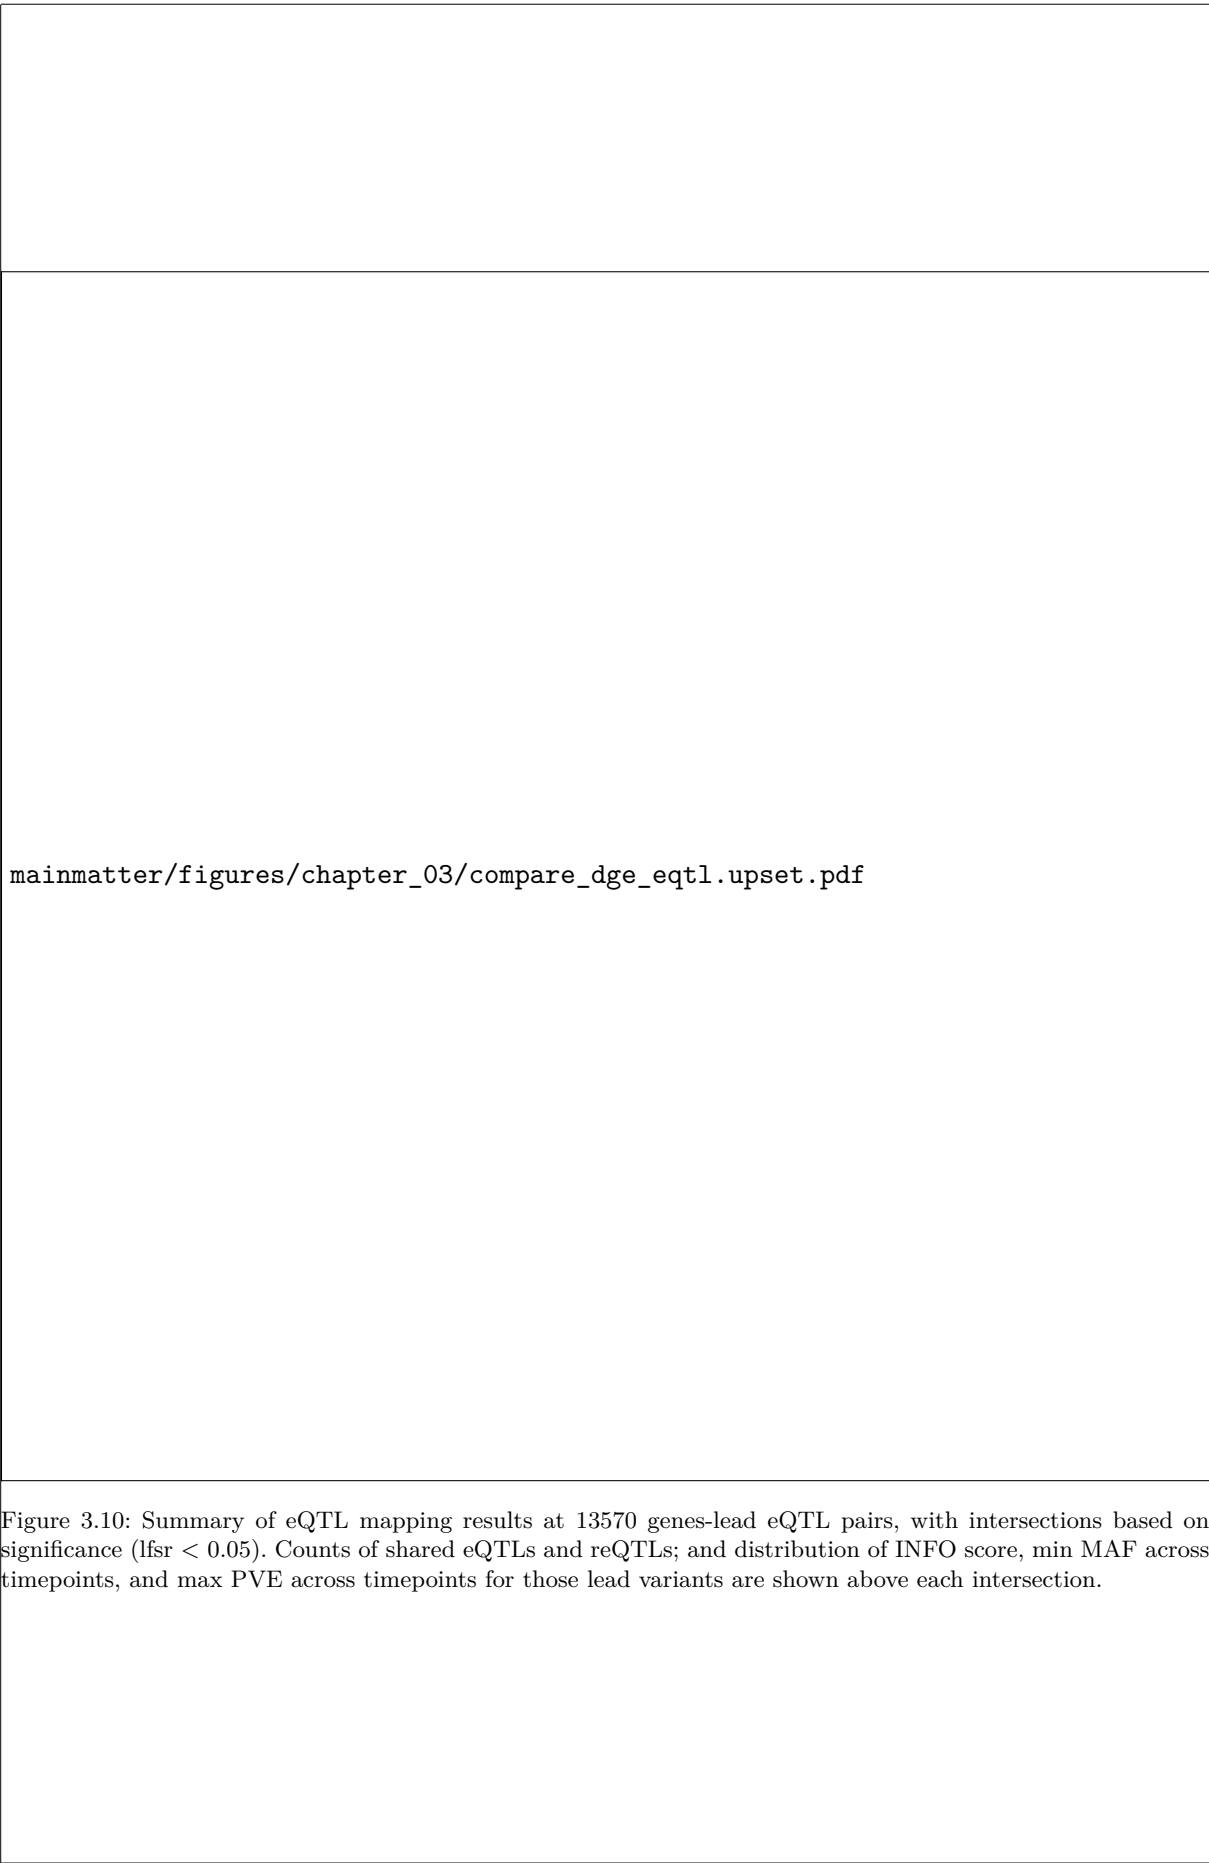 mainmatter/figures/chapter_03/compare_dge_eqtl.upset.pdf
Figure 3.10: Summary of eQTL mapping results at 13570 genes-lead eQTL pairs, with intersections based on
significance (lfsr < 0.05). Counts of shared eQTLs and reQTLs; and distribution of INFO score, min MAF across
timepoints, and max PVE across timepoints for those lead variants are shown above each intersection.